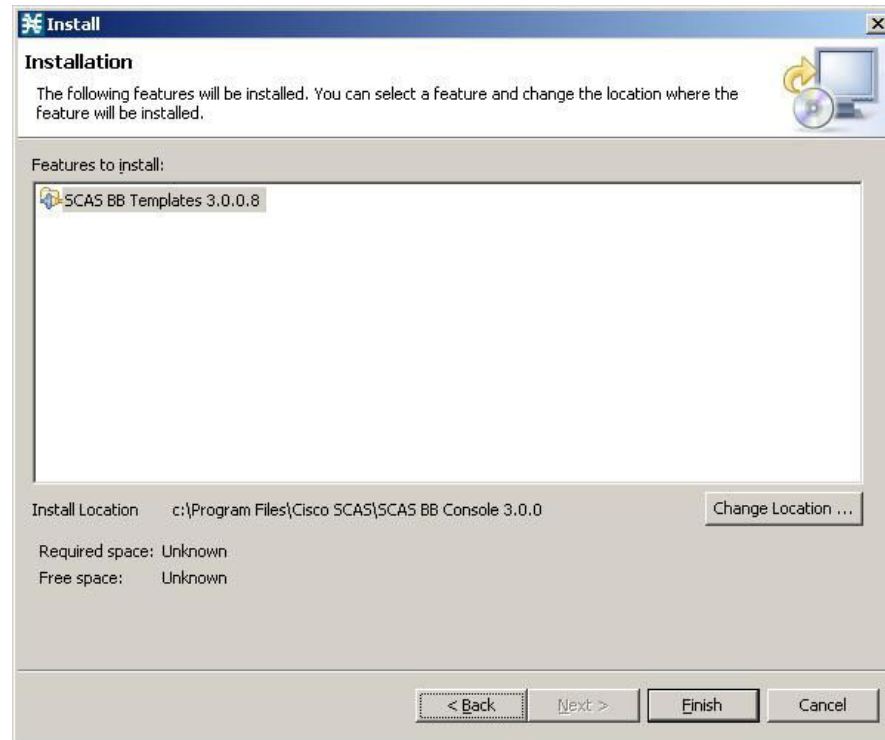 Install
Installation
The following features will be installed. You can select a feature and change the location where the
feature will be installed.
Features to install:
SCAS BB Templates 3.0.0.8
Install Location c:\Program Files\Cisco SCAS\SCAS BB Console 3.0.0
Change Location ...
Required space: Unknown
Free space: Unknown
< Back Next > Finish Cancel